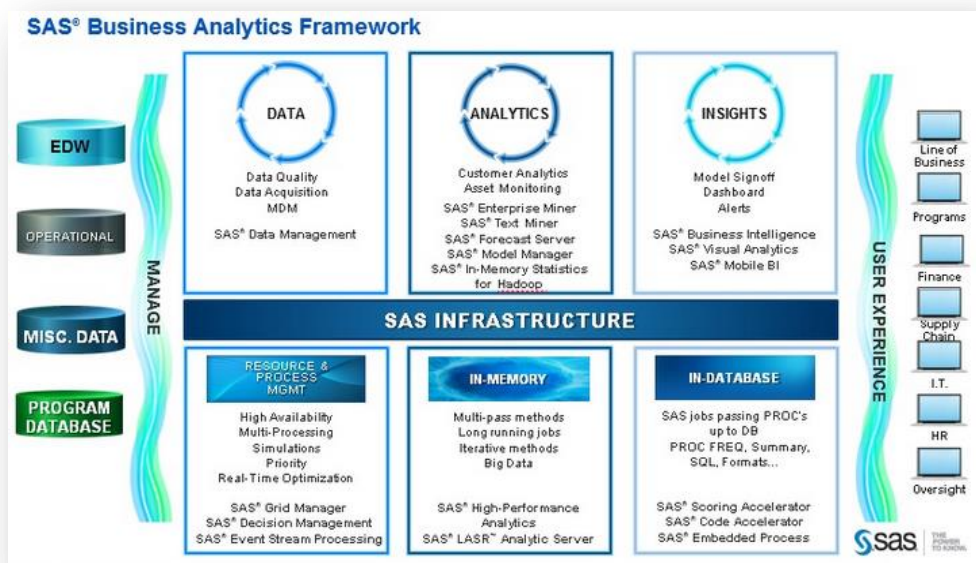 SAS® Business Analytics Framework
EDW
OPERATIONAL
MISC. DATA
PROGRAM
DATABASE
MANAGE
DATA
Data Quality
Data Acquisition
MDM
SAS® Data Management
ANALYTICS
Customer Analytics
Asset Monitoring
SAS® Enterprise Miner
SAS® Text Miner
SAS® Forecast Server
SAS® Model Manager
SAS® In-Memory Statistics
for Hadoop
INSIGHTS
Model Signoff
Dashboard
Alerts
SAS® Business Intelligence
SAS® Visual Analytics
SAS® Mobile BI
SAS INFRASTRUCTURE
RESOURCE &
PROCESS
MGMT
High Availability
Multi-Processing
Simulations
Priority
Real-Time Optimization
SAS® Grid Manager
SAS® Decision Management
SAS® Event Stream Processing
IN-MEMORY
Multi-pass methods
Long running jobs
Iterative methods
Big Data
SAS® High-Performance
Analytics
SAS® LASR™ Analytic Server
IN-DATABASE
SAS jobs passing PROC's
up to DB
PROC FREQ, Summary,
SQL, Formats...
SAS® Scoring Accelerator
SAS® Code Accelerator
SAS® Embedded Process
USER EXPERIENCE
Line of
Business
Programs
Finance
Supply
Chain
I.T.
HR
Oversight
sas
THE
POWER
TO KNOW.